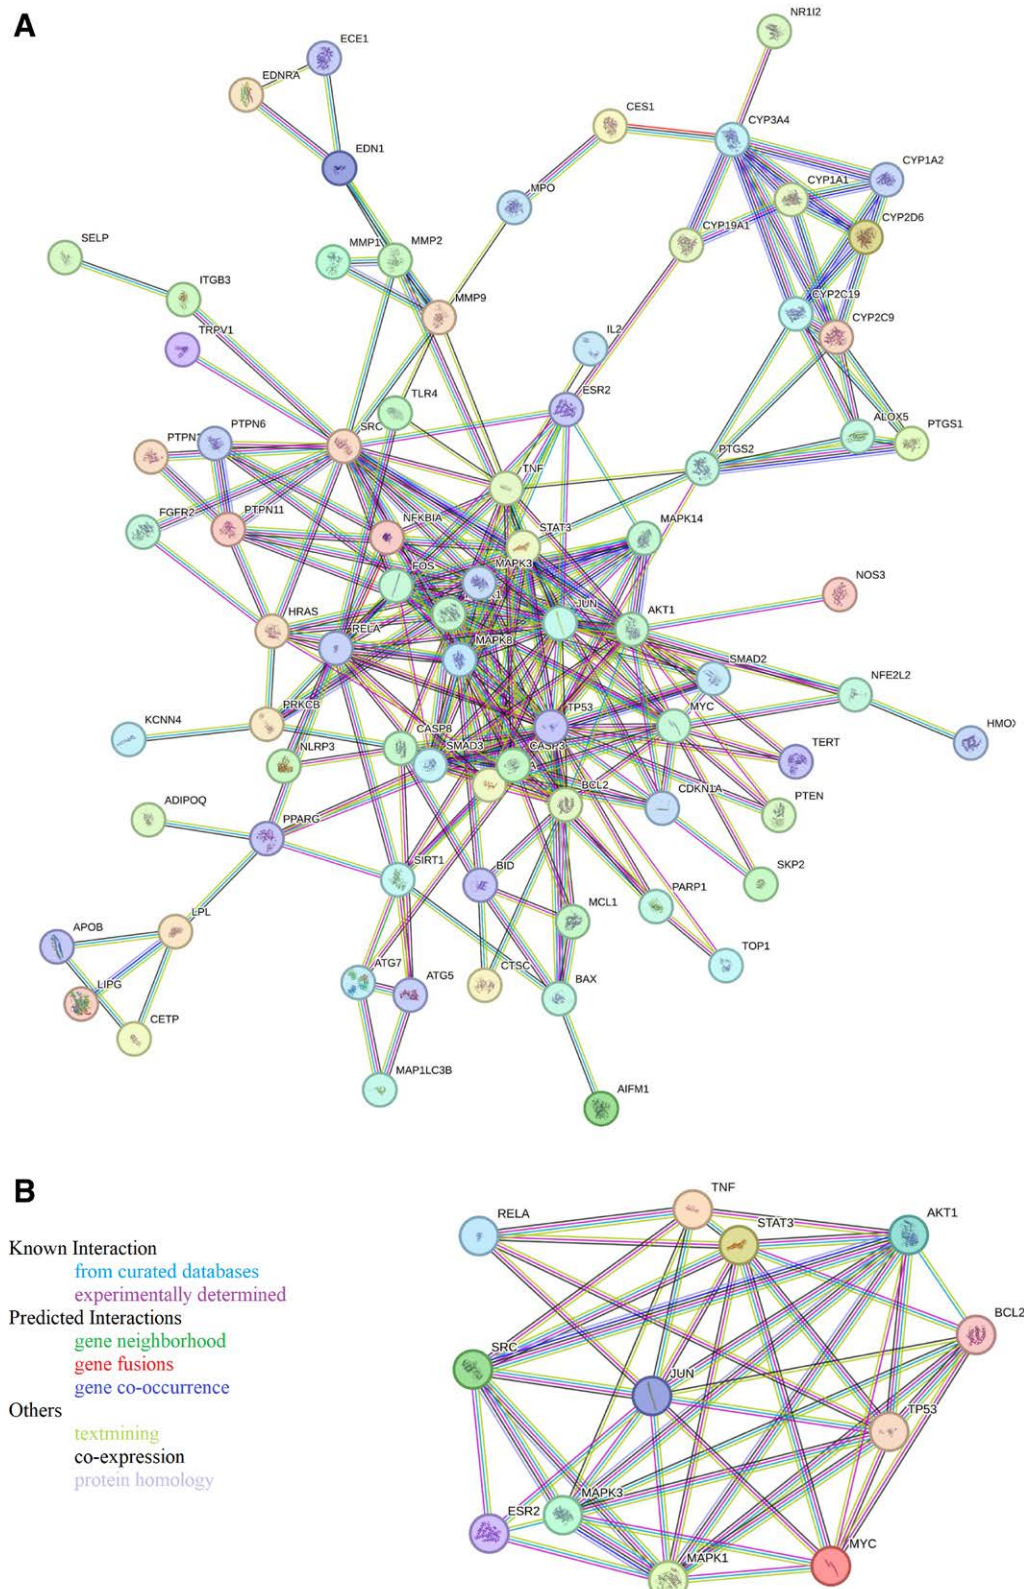 A
NR1I2
ECE1
EDNRA
CES1
CYP3A4
EDN1
CYP1A2
CYP1A1
MPO
CYP2D6
CYP19A1
SELP
MMP1
MMP2
ITGB3
CYP2C19
MMP9
CYP2C9
TRPV1
IL2
TLR4
ESR2
ALOX5
PTGS1
SRC
PTPN6
PTGS2
TNF
FGFR2
PTPN11
NFKBIA
STAT3
MAPK14
FOS
MAPK3
NOS3
HRAS
JUN
AKT1
RELA
MAPK8
SMAD2
NFE2L2
PRKCB
TP53
MYC
KCNN4
CASP8
HMO
NLRP3
SMAD3
CASP3
TERT
ADIPOQ
BCL2
CDKN1A
PTEN
PPARG
SIRT1
BID
SKP2
MCL1
PARP1
APOB
LPL
LIPG
ATG7
ATG5
CTSC
BAX
TOP1
CETP
MAP1LC3B
AIFM1
B
Known Interaction
from curated databases
experimentally determined
Predicted Interactions
gene neighborhood
gene fusions
gene co-occurrence
Others
textmining
co-expression
protein homology
TNF
RELA
STAT3
AKT1
BCL2
SRC
JUN
TP53
MAPK3
ESR2
MAPK1
MYC